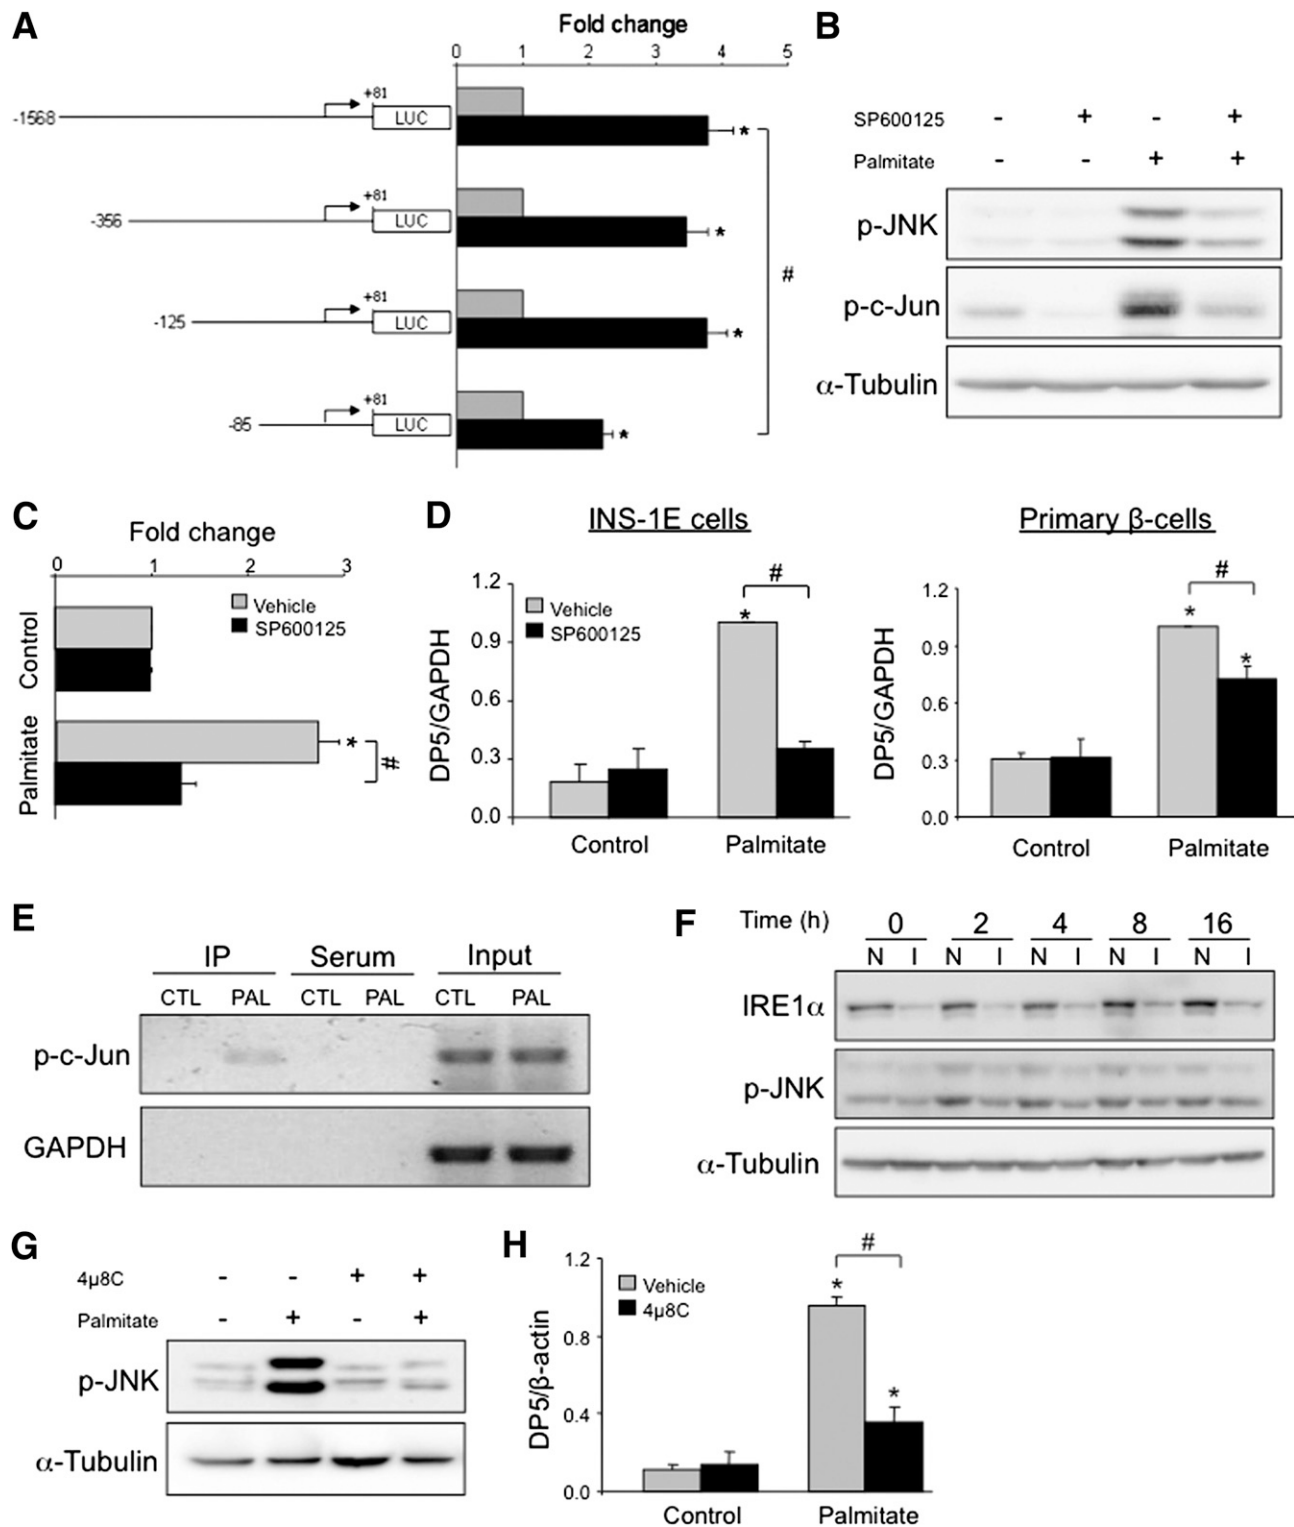 A
Fold change
0 1 2 3 4 5
-1568 +81 LUC *
-356 +81 LUC *
#
-125 +81 LUC *
-85 +81 LUC *
B
SP600125 - + - +
Palmitate - - + +
p-JNK
p-c-Jun
α-Tubulin
C
Fold change
0 1 2 3
Vehicle
SP600125
Control
Palmitate
*
#
D
INS-1E cells
1.2
0.9
0.6
0.3
0.0
DP5/GAPDH
Vehicle
SP600125
#
*
Control Palmitate
Primary β-cells
1.2
0.9
0.6
0.3
0.0
DP5/GAPDH
#
* *
Control Palmitate
E
IP Serum Input
CTL PAL CTL PAL CTL PAL
p-c-Jun
GAPDH
F
Time (h) 0 2 4 8 16
N I N I N I N I N I
IRE1α
p-JNK
α-Tubulin
G
4µ8C - - + +
Palmitate - + - +
p-JNK
α-Tubulin
H
1.2
0.8
0.4
0.0
DP5/β-actin
Vehicle
4µ8C
#
*
*
Control Palmitate